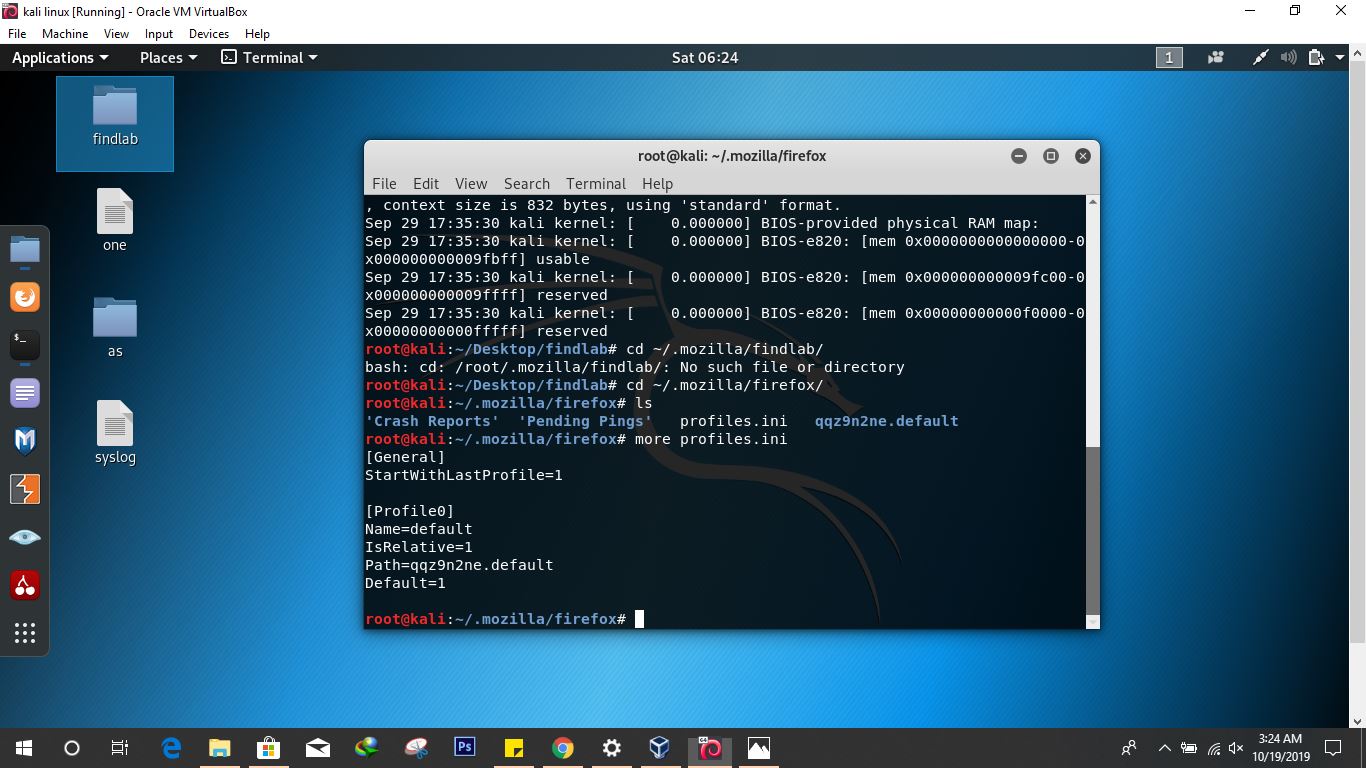 kali linux [Running] - Oracle VM VirtualBox
File Machine View Input Devices Help
Applications Places Terminal Sat 06:24 1
findlab
one
as
syslog
root@kali: ~/.mozilla/firefox
File Edit View Search Terminal Help
, context size is 832 bytes, using 'standard' format.
Sep 29 17:35:30 kali kernel: [    0.000000] BIOS-provided physical RAM map:
Sep 29 17:35:30 kali kernel: [    0.000000] BIOS-e820: [mem 0x0000000000000000-0
x000000000009fbff] usable
Sep 29 17:35:30 kali kernel: [    0.000000] BIOS-e820: [mem 0x000000000009fc00-0
x000000000009ffff] reserved
Sep 29 17:35:30 kali kernel: [    0.000000] BIOS-e820: [mem 0x00000000000f0000-0
x00000000000fffff] reserved
root@kali:~/Desktop/findlab# cd ~/.mozilla/findlab/
bash: cd: /root/.mozilla/findlab/: No such file or directory
root@kali:~/Desktop/findlab# cd ~/.mozilla/firefox/
root@kali:~/.mozilla/firefox# ls
'Crash Reports'  'Pending Pings'   profiles.ini   qqz9n2ne.default
root@kali:~/.mozilla/firefox# more profiles.ini
[General]
StartWithLastProfile=1

[Profile0]
Name=default
IsRelative=1
Path=qqz9n2ne.default
Default=1

root@kali:~/.mozilla/firefox#
Ps
3:24 AM
10/19/2019